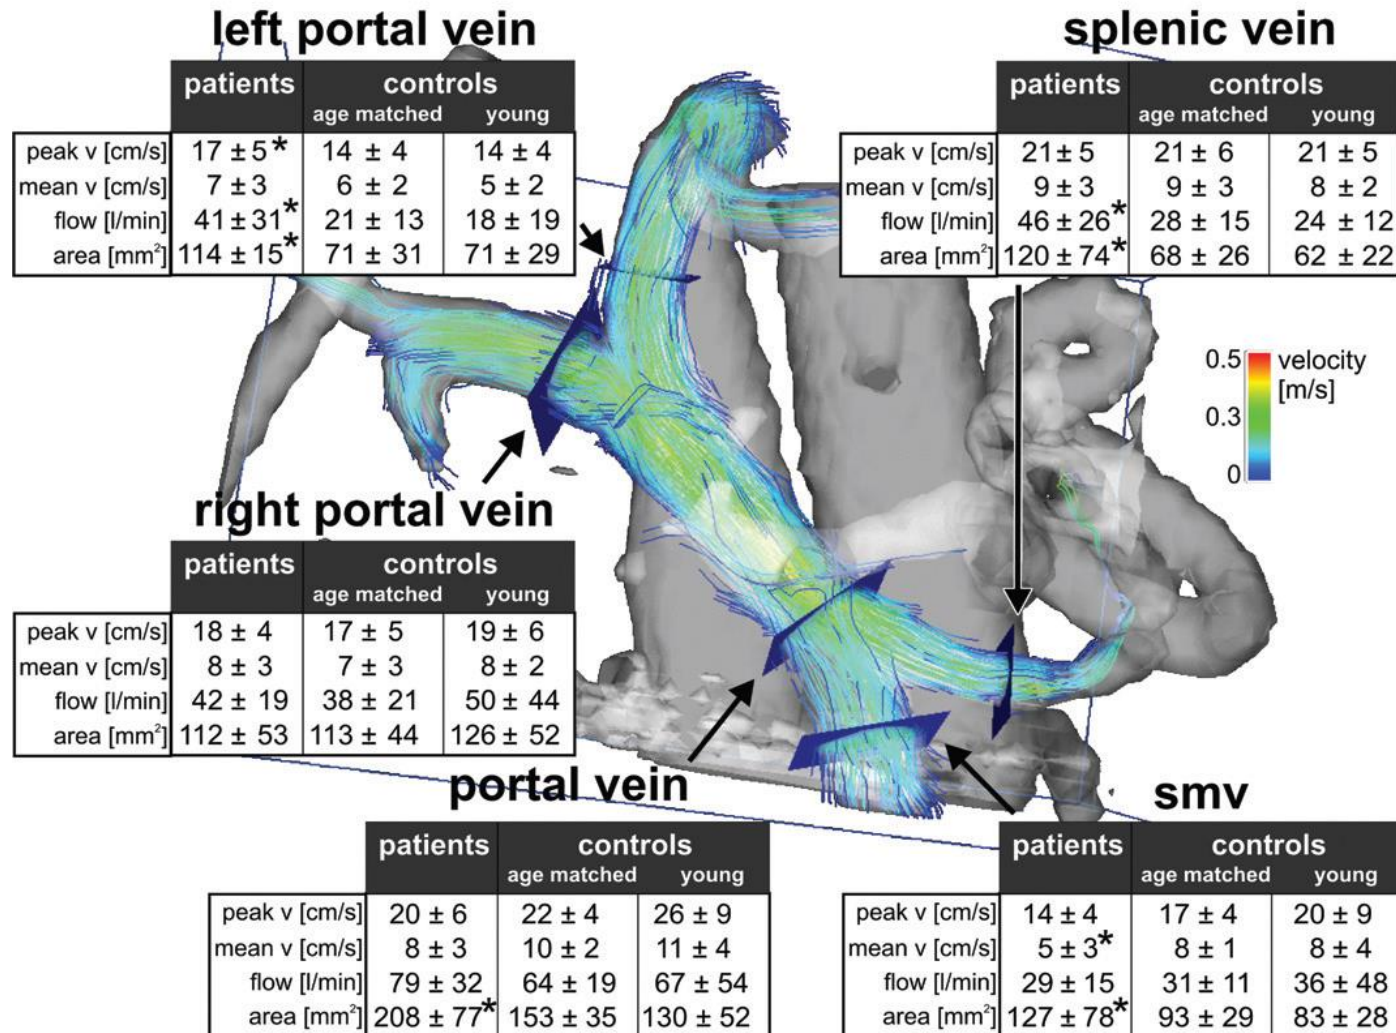 left portal vein
patients controls
age matched young
peak v [cm/s] 17 ± 5* 14 ± 4 14 ± 4
mean v [cm/s] 7 ± 3 6 ± 2 5 ± 2
flow [l/min] 41 ± 31* 21 ± 13 18 ± 19
area [mm²] 114 ± 15* 71 ± 31 71 ± 29
splenic vein
patients controls
age matched young
peak v [cm/s] 21 ± 5 21 ± 6 21 ± 5
mean v [cm/s] 9 ± 3 9 ± 3 8 ± 2
flow [l/min] 46 ± 26* 28 ± 15 24 ± 12
area [mm²] 120 ± 74* 68 ± 26 62 ± 22
0.5 velocity
[m/s]
0.3
0
right portal vein
patients controls
age matched young
peak v [cm/s] 18 ± 4 17 ± 5 19 ± 6
mean v [cm/s] 8 ± 3 7 ± 3 8 ± 2
flow [l/min] 42 ± 19 38 ± 21 50 ± 44
area [mm²] 112 ± 53 113 ± 44 126 ± 52
portal vein
patients controls
age matched young
peak v [cm/s] 20 ± 6 22 ± 4 26 ± 9
mean v [cm/s] 8 ± 3 10 ± 2 11 ± 4
flow [l/min] 79 ± 32 64 ± 19 67 ± 54
area [mm²] 208 ± 77* 153 ± 35 130 ± 52
smv
patients controls
age matched young
peak v [cm/s] 14 ± 4 17 ± 4 20 ± 9
mean v [cm/s] 5 ± 3* 8 ± 1 8 ± 4
flow [l/min] 29 ± 15 31 ± 11 36 ± 48
area [mm²] 127 ± 78* 93 ± 29 83 ± 28